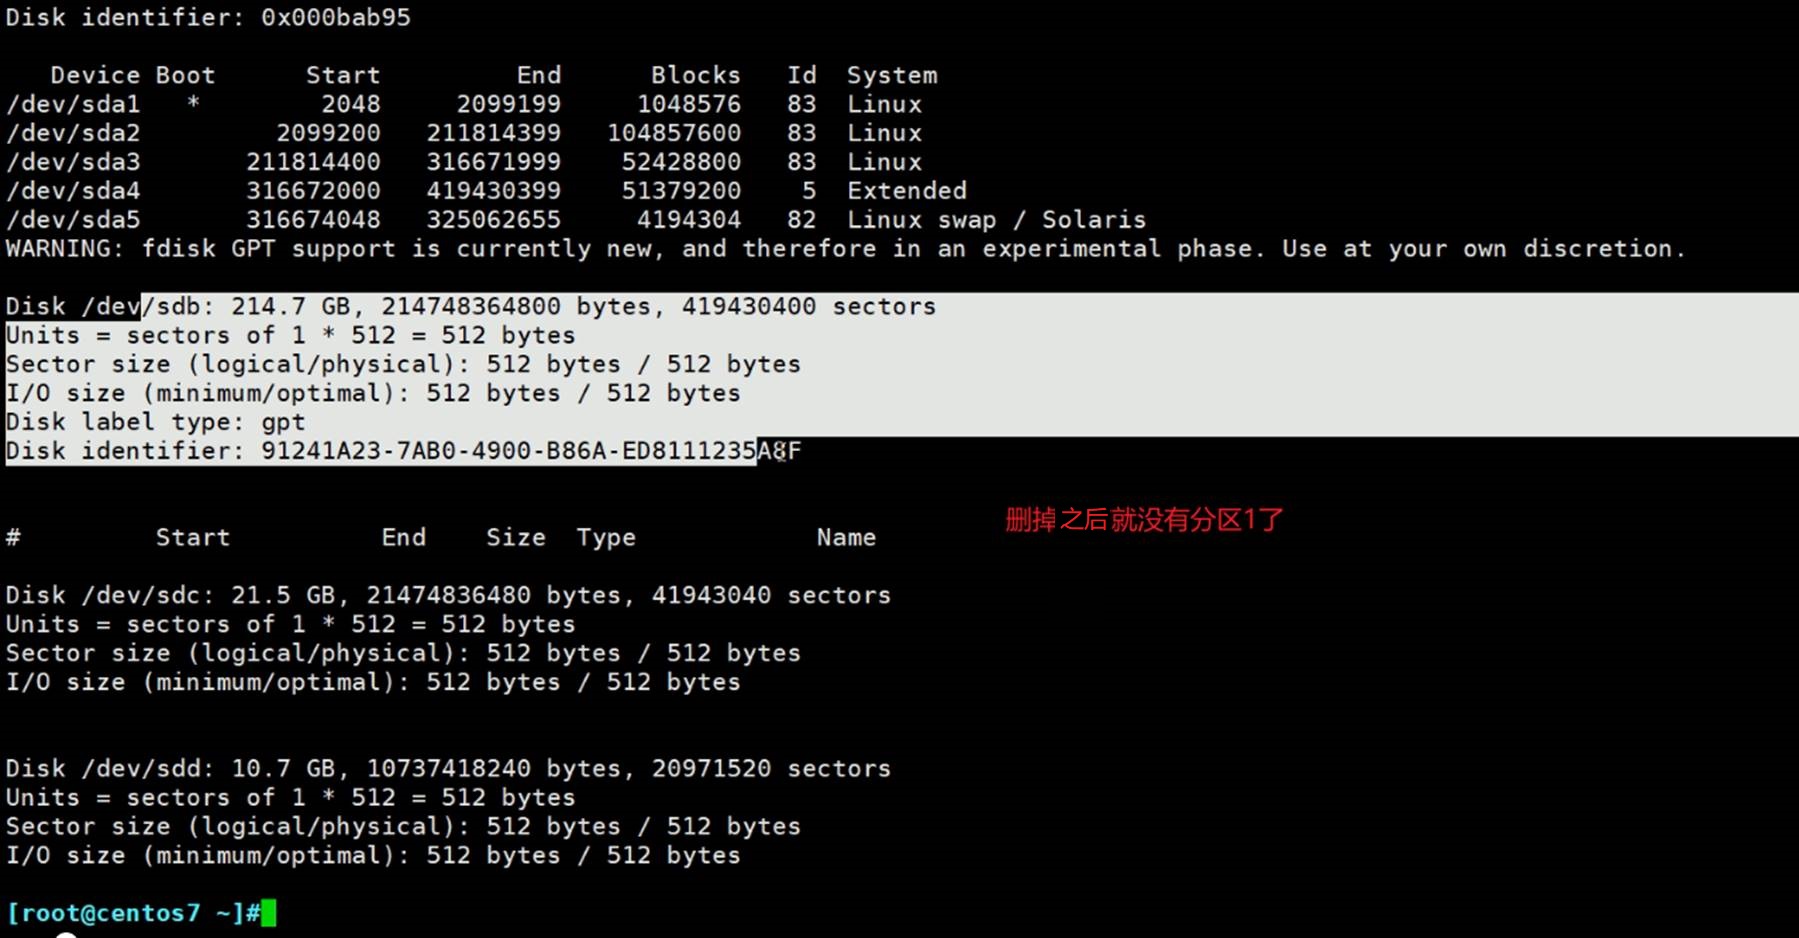 Disk identifier: 0x000bab95
   Device Boot      Start         End      Blocks   Id  System
/dev/sda1   *        2048     2099199     1048576   83  Linux
/dev/sda2         2099200   211814399   104857600   83  Linux
/dev/sda3       211814400   316671999    52428800   83  Linux
/dev/sda4       316672000   419430399    51379200    5  Extended
/dev/sda5       316674048   325062655     4194304   82  Linux swap / Solaris
WARNING: fdisk GPT support is currently new, and therefore in an experimental phase. Use at your own discretion.
Disk /dev/sdb: 214.7 GB, 214748364800 bytes, 419430400 sectors
Units = sectors of 1 * 512 = 512 bytes
Sector size (logical/physical): 512 bytes / 512 bytes
I/O size (minimum/optimal): 512 bytes / 512 bytes
Disk label type: gpt
Disk identifier: 91241A23-7AB0-4900-B86A-ED8111235A8F
删掉之后就没有分区1了
#         Start          End    Size  Type            Name
Disk /dev/sdc: 21.5 GB, 21474836480 bytes, 41943040 sectors
Units = sectors of 1 * 512 = 512 bytes
Sector size (logical/physical): 512 bytes / 512 bytes
I/O size (minimum/optimal): 512 bytes / 512 bytes
Disk /dev/sdd: 10.7 GB, 10737418240 bytes, 20971520 sectors
Units = sectors of 1 * 512 = 512 bytes
Sector size (logical/physical): 512 bytes / 512 bytes
I/O size (minimum/optimal): 512 bytes / 512 bytes
[root@centos7 ~]#